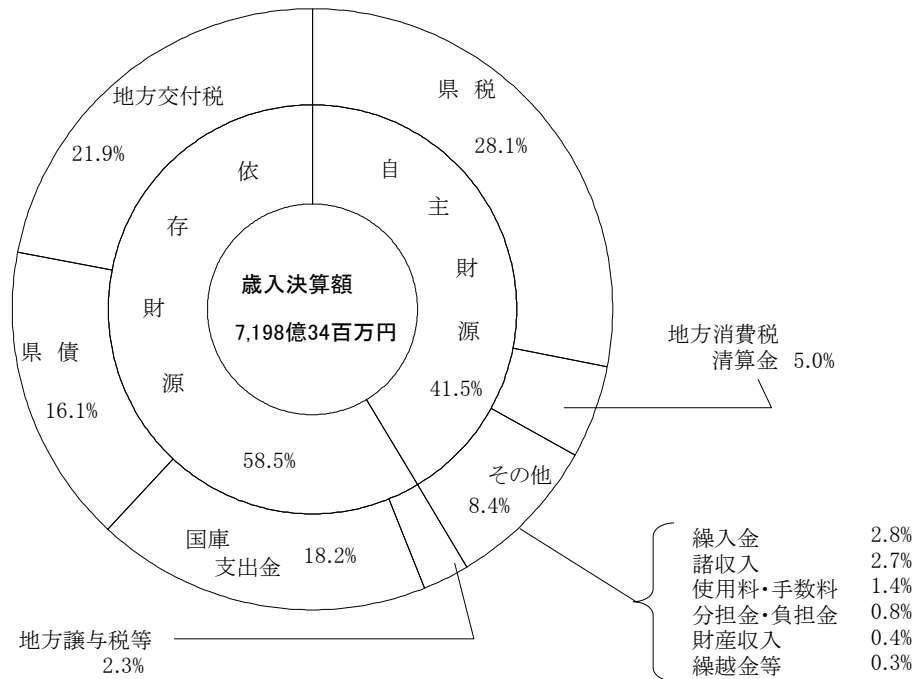 県 税
28.1%
地方消費税
清算金 5.0%
その他
8.4%
繰入金 2.8%
諸収入 2.7%
使用料・手数料 1.4%
分担金・負担金 0.8%
財産収入 0.4%
繰越金等 0.3%
地方譲与税等
2.3%
国庫
支出金 18.2%
県 債
16.1%
地方交付税
21.9%
自主財源
41.5%
依存財源
58.5%
歳入決算額
7,198億34百万円